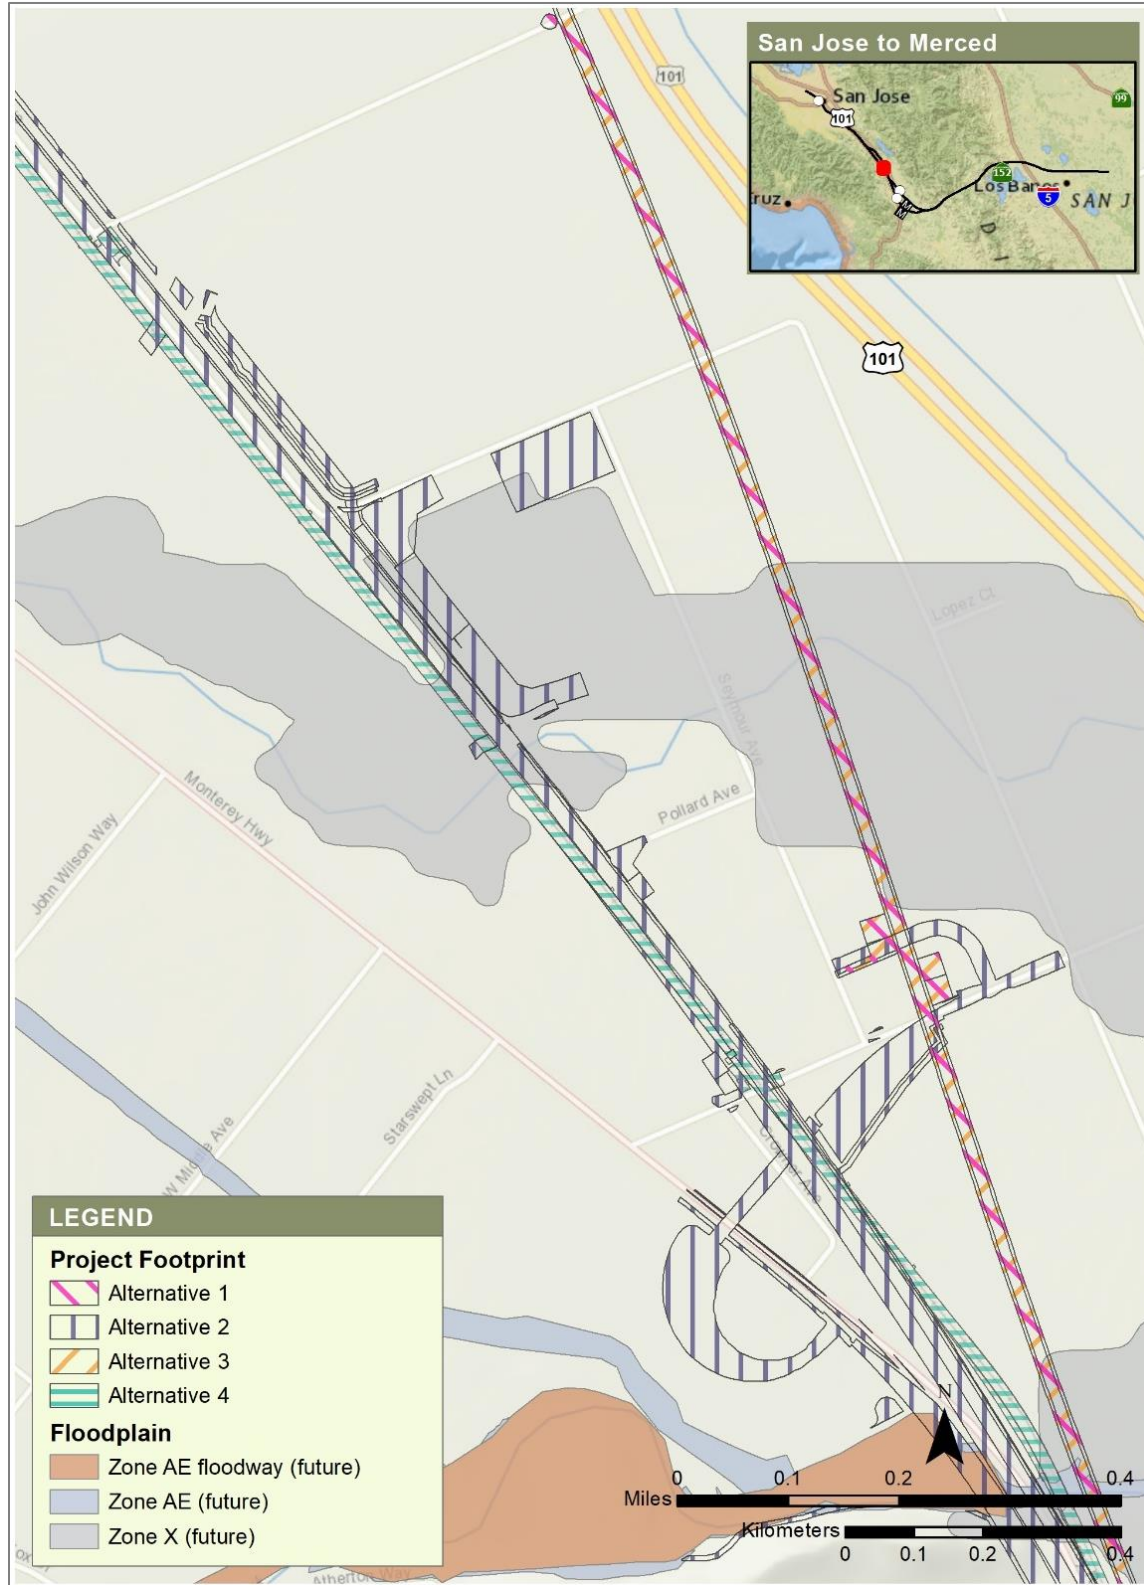 San Jose to Merced
San Jose
101
99
152
Los Banos
5
SAN J
ruz
D I
101
101
Lopez Ct
Seymour Ave
Pollard Ave
Monterey Hwy
John Wilson Way
Starswept Ln
W Middle Ave
Ave
LEGEND
Project Footprint
Alternative 1
Alternative 2
Alternative 3
Alternative 4
Floodplain
Zone AE floodway (future)
Zone AE (future)
Zone X (future)
N
0 0.1 0.2 0.4
Miles
Kilometers
0 0.1 0.2 0.4
Atherton Way